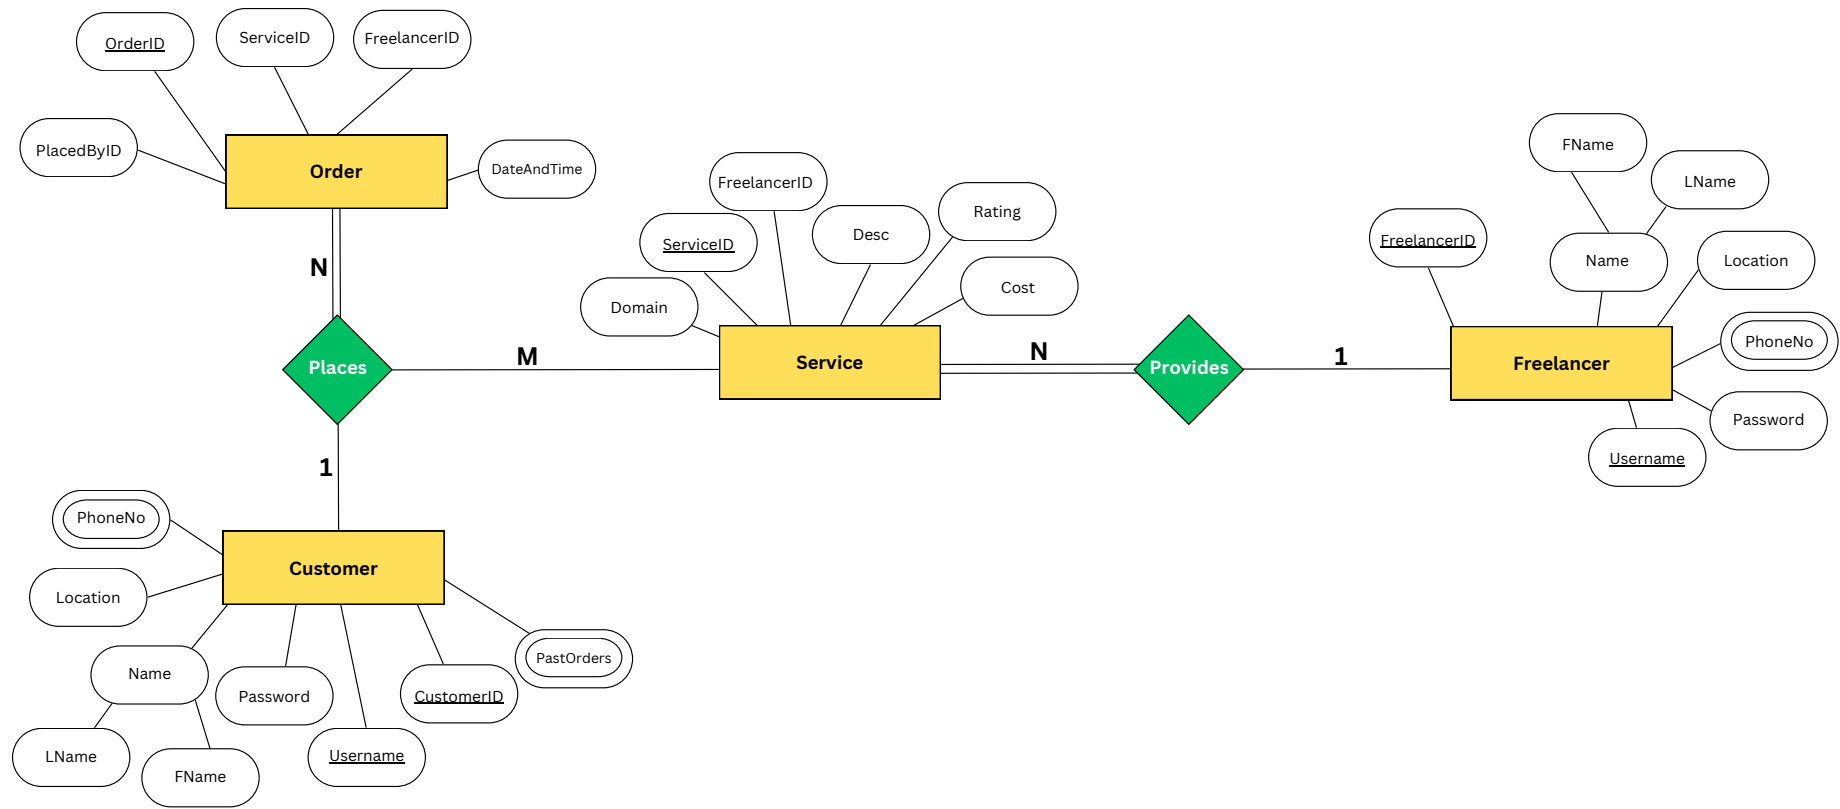 OrderID
ServiceID
FreelancerID
PlacedByID
Order
DateAndTime
N
Places
M
1
Domain
ServiceID
FreelancerID
Desc
Rating
Cost
Service
N
Provides
1
FreelancerID
FName
LName
Name
Location
Freelancer
PhoneNo
Password
Username
Customer
PhoneNo
Location
Name
LName
FName
Password
Username
CustomerID
PastOrders